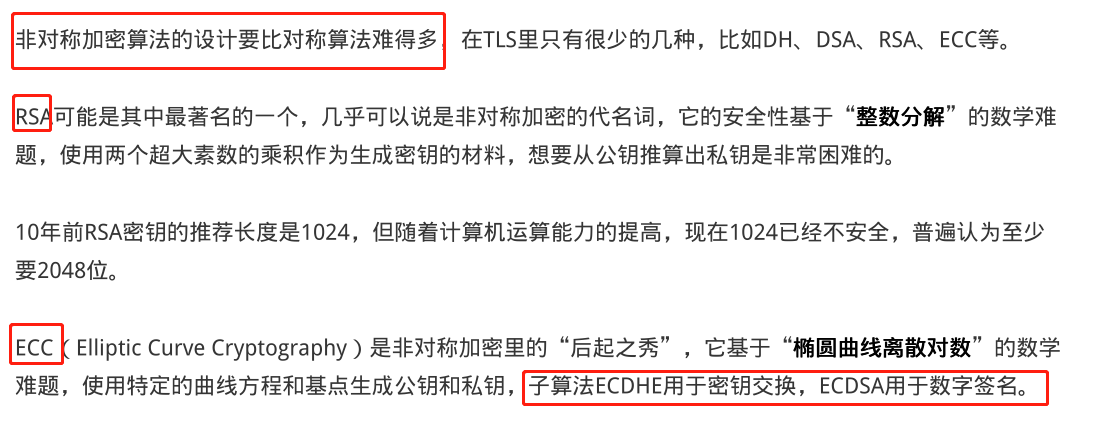 非对称加密算法的设计要比对称算法难得多，在TLS里只有很少的几种，比如DH、DSA、RSA、ECC等。
RSA可能是其中最著名的一个，几乎可以说是非对称加密的代名词，它的安全性基于“整数分解”的数学难
题，使用两个超大素数的乘积作为生成密钥的材料，想要从公钥推算出私钥是非常困难的。
10年前RSA密钥的推荐长度是1024，但随着计算机运算能力的提高，现在1024已经不安全，普遍认为至少
要2048位。
ECC（Elliptic Curve Cryptography）是非对称加密里的“后起之秀”，它基于“椭圆曲线离散对数”的数学
难题，使用特定的曲线方程和基点生成公钥和私钥，子算法ECDHE用于密钥交换，ECDSA用于数字签名。